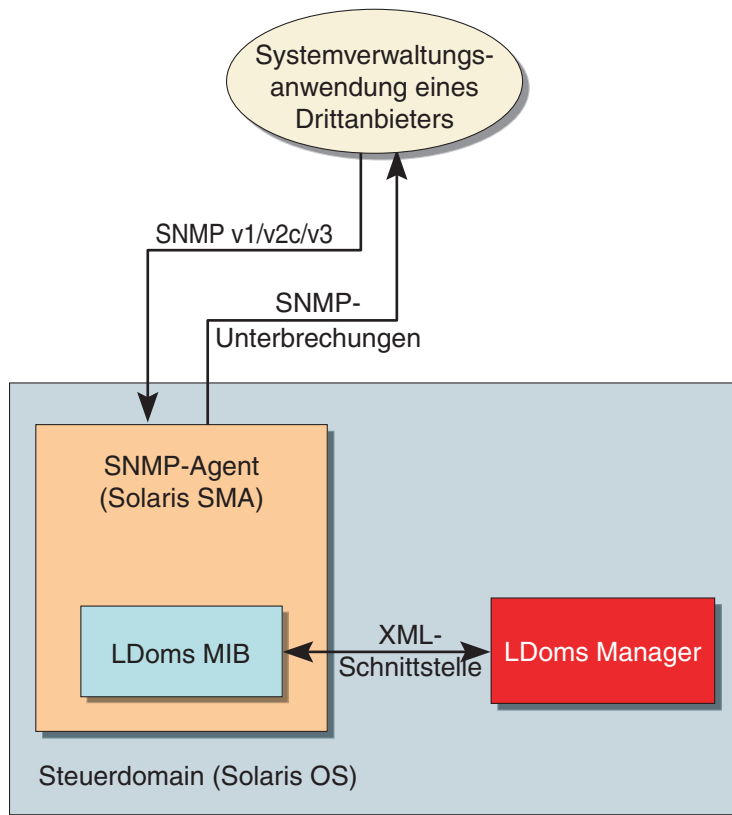 Systemverwaltungs-
anwendung eines
Drittanbieters
SNMP v1/v2c/v3
SNMP-
Unterbrechungen
SNMP-Agent
(Solaris SMA)
LDoms MIB
XML-
Schnittstelle
LDoms Manager
Steuerdomain (Solaris OS)